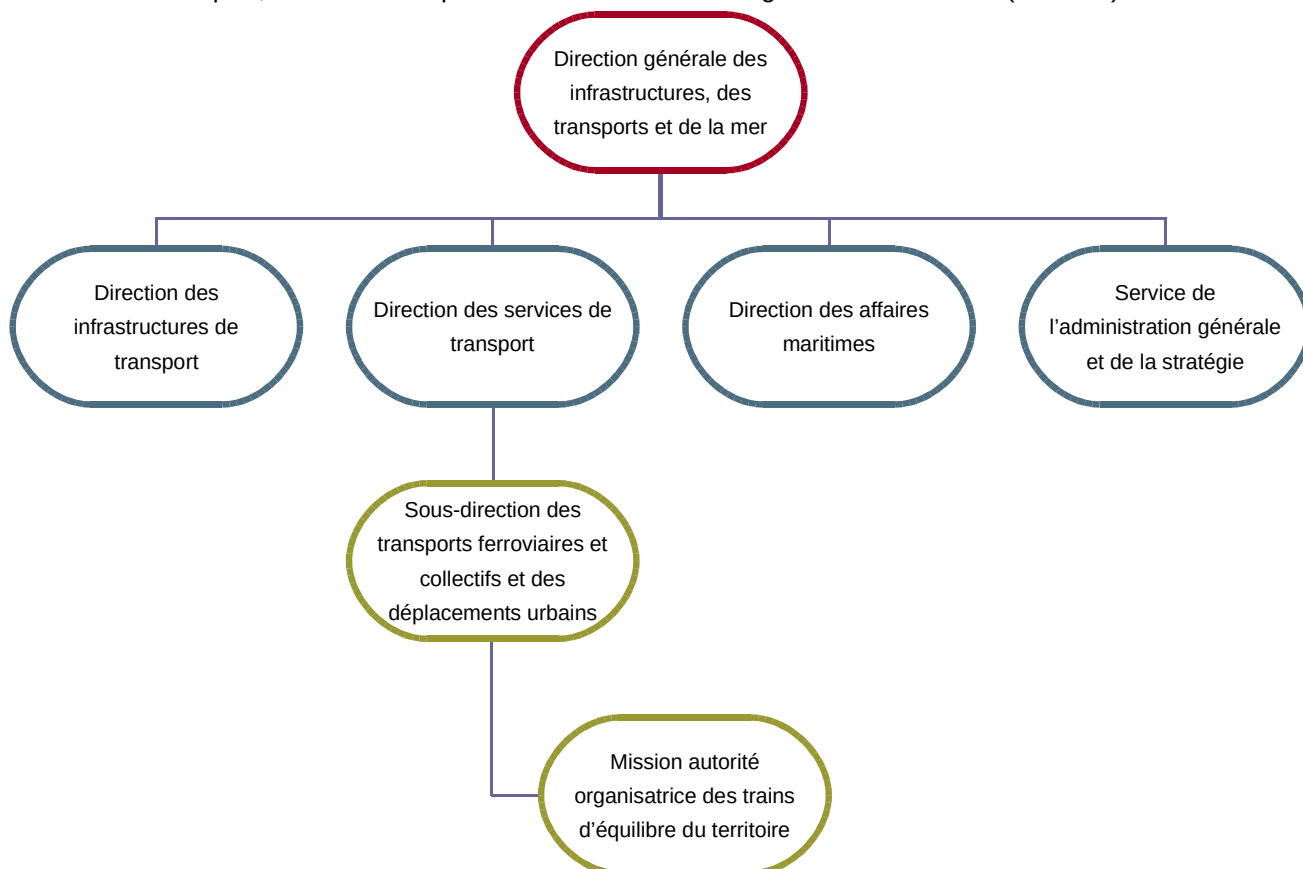 Direction générale des
infrastructures, des
transports et de la mer
Direction des
infrastructures de
transport
Direction des services de
transport
Direction des affaires
maritimes
Service de
l’administration générale
et de la stratégie
Sous-direction des
transports ferroviaires et
collectifs et des
déplacements urbains
Mission autorité
organisatrice des trains
d’équilibre du territoire